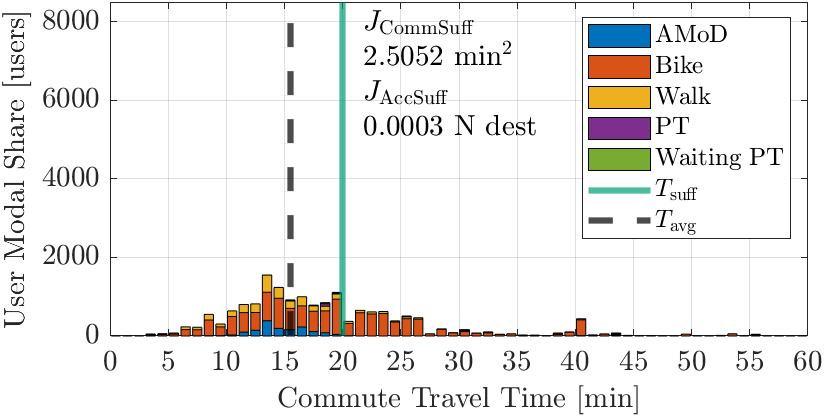 8000
6000
4000
2000
0
User Modal Share [users]
J_CommSuff
2.5052 min²
J_AccSuff
0.0003 N dest
AMoD
Bike
Walk
PT
Waiting PT
T_suff
T_avg
0 5 10 15 20 25 30 35 40 45 50 55 60
Commute Travel Time [min]